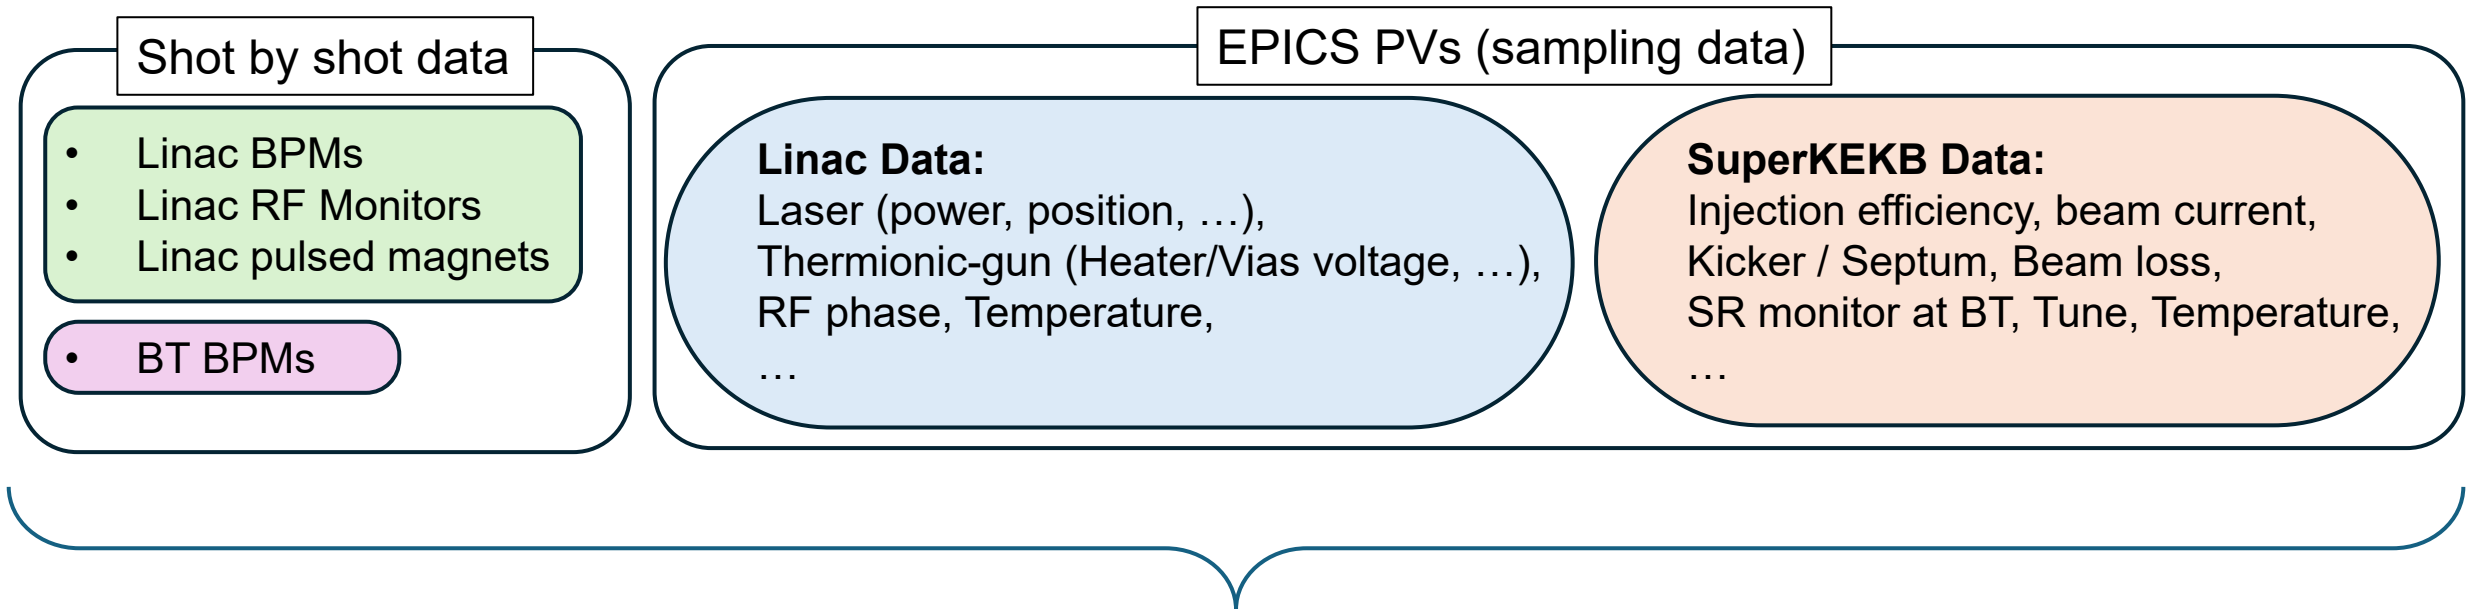 Shot by shot data
• Linac BPMs
• Linac RF Monitors
• Linac pulsed magnets
• BT BPMs
EPICS PVs (sampling data)
Linac Data:
Laser (power, position, …),
Thermionic-gun (Heater/Vias voltage, …),
RF phase, Temperature,
…
SuperKEKB Data:
Injection efficiency, beam current,
Kicker / Septum, Beam loss,
SR monitor at BT, Tune, Temperature,
…